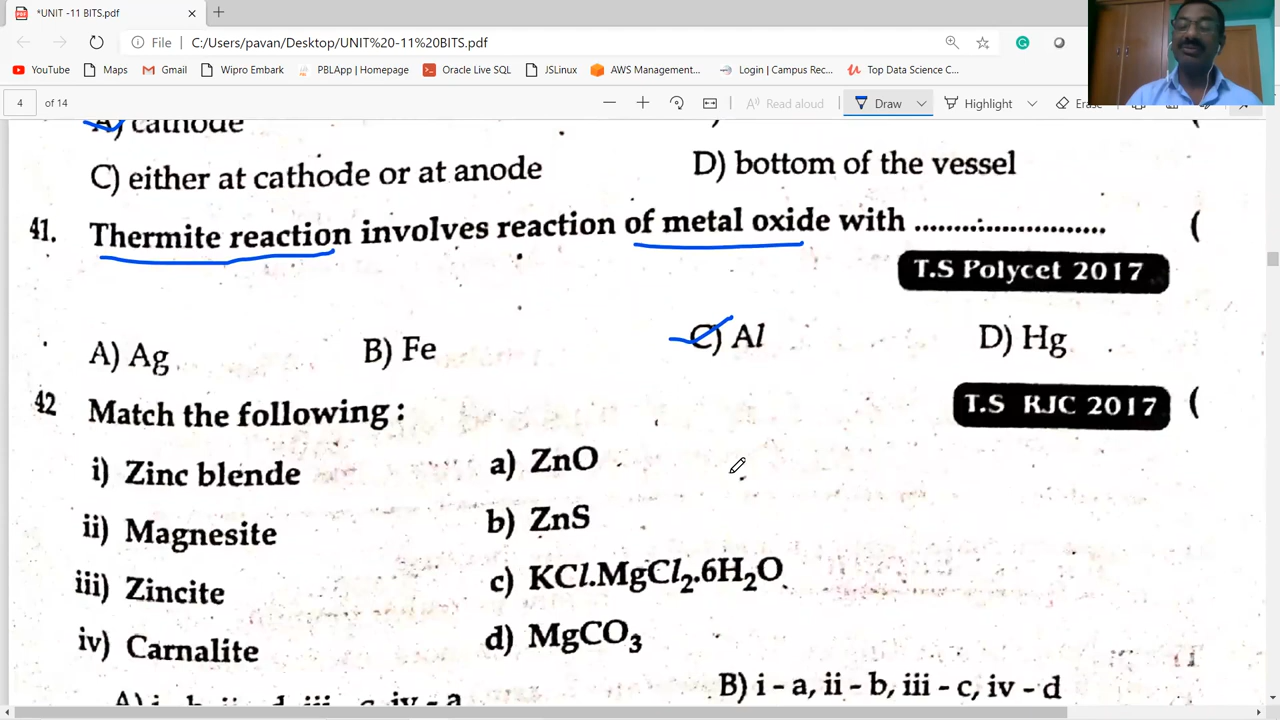 *UNIT -11 BITS.pdf
File C:/Users/pavan/Desktop/UNIT%20-11%20BITS.pdf
YouTube Maps Gmail Wipro Embark PBLApp | Homepage Oracle Live SQL JSLinux AWS Management... Login | Campus Rec... Top Data Science C...
4 of 14 Read aloud Draw Highlight Erase
A) cathode
C) either at cathode or at anode D) bottom of the vessel
41. Thermite reaction involves reaction of metal oxide with ........................ (
T.S Polycet 2017
A) Ag B) Fe C) Al D) Hg
42 Match the following : T.S RJC 2017 (
i) Zinc blende a) ZnO
ii) Magnesite b) ZnS
iii) Zincite c) KCl.MgCl₂.6H₂O
iv) Carnalite d) MgCO₃
B) i - a, ii - b, iii - c, iv - d